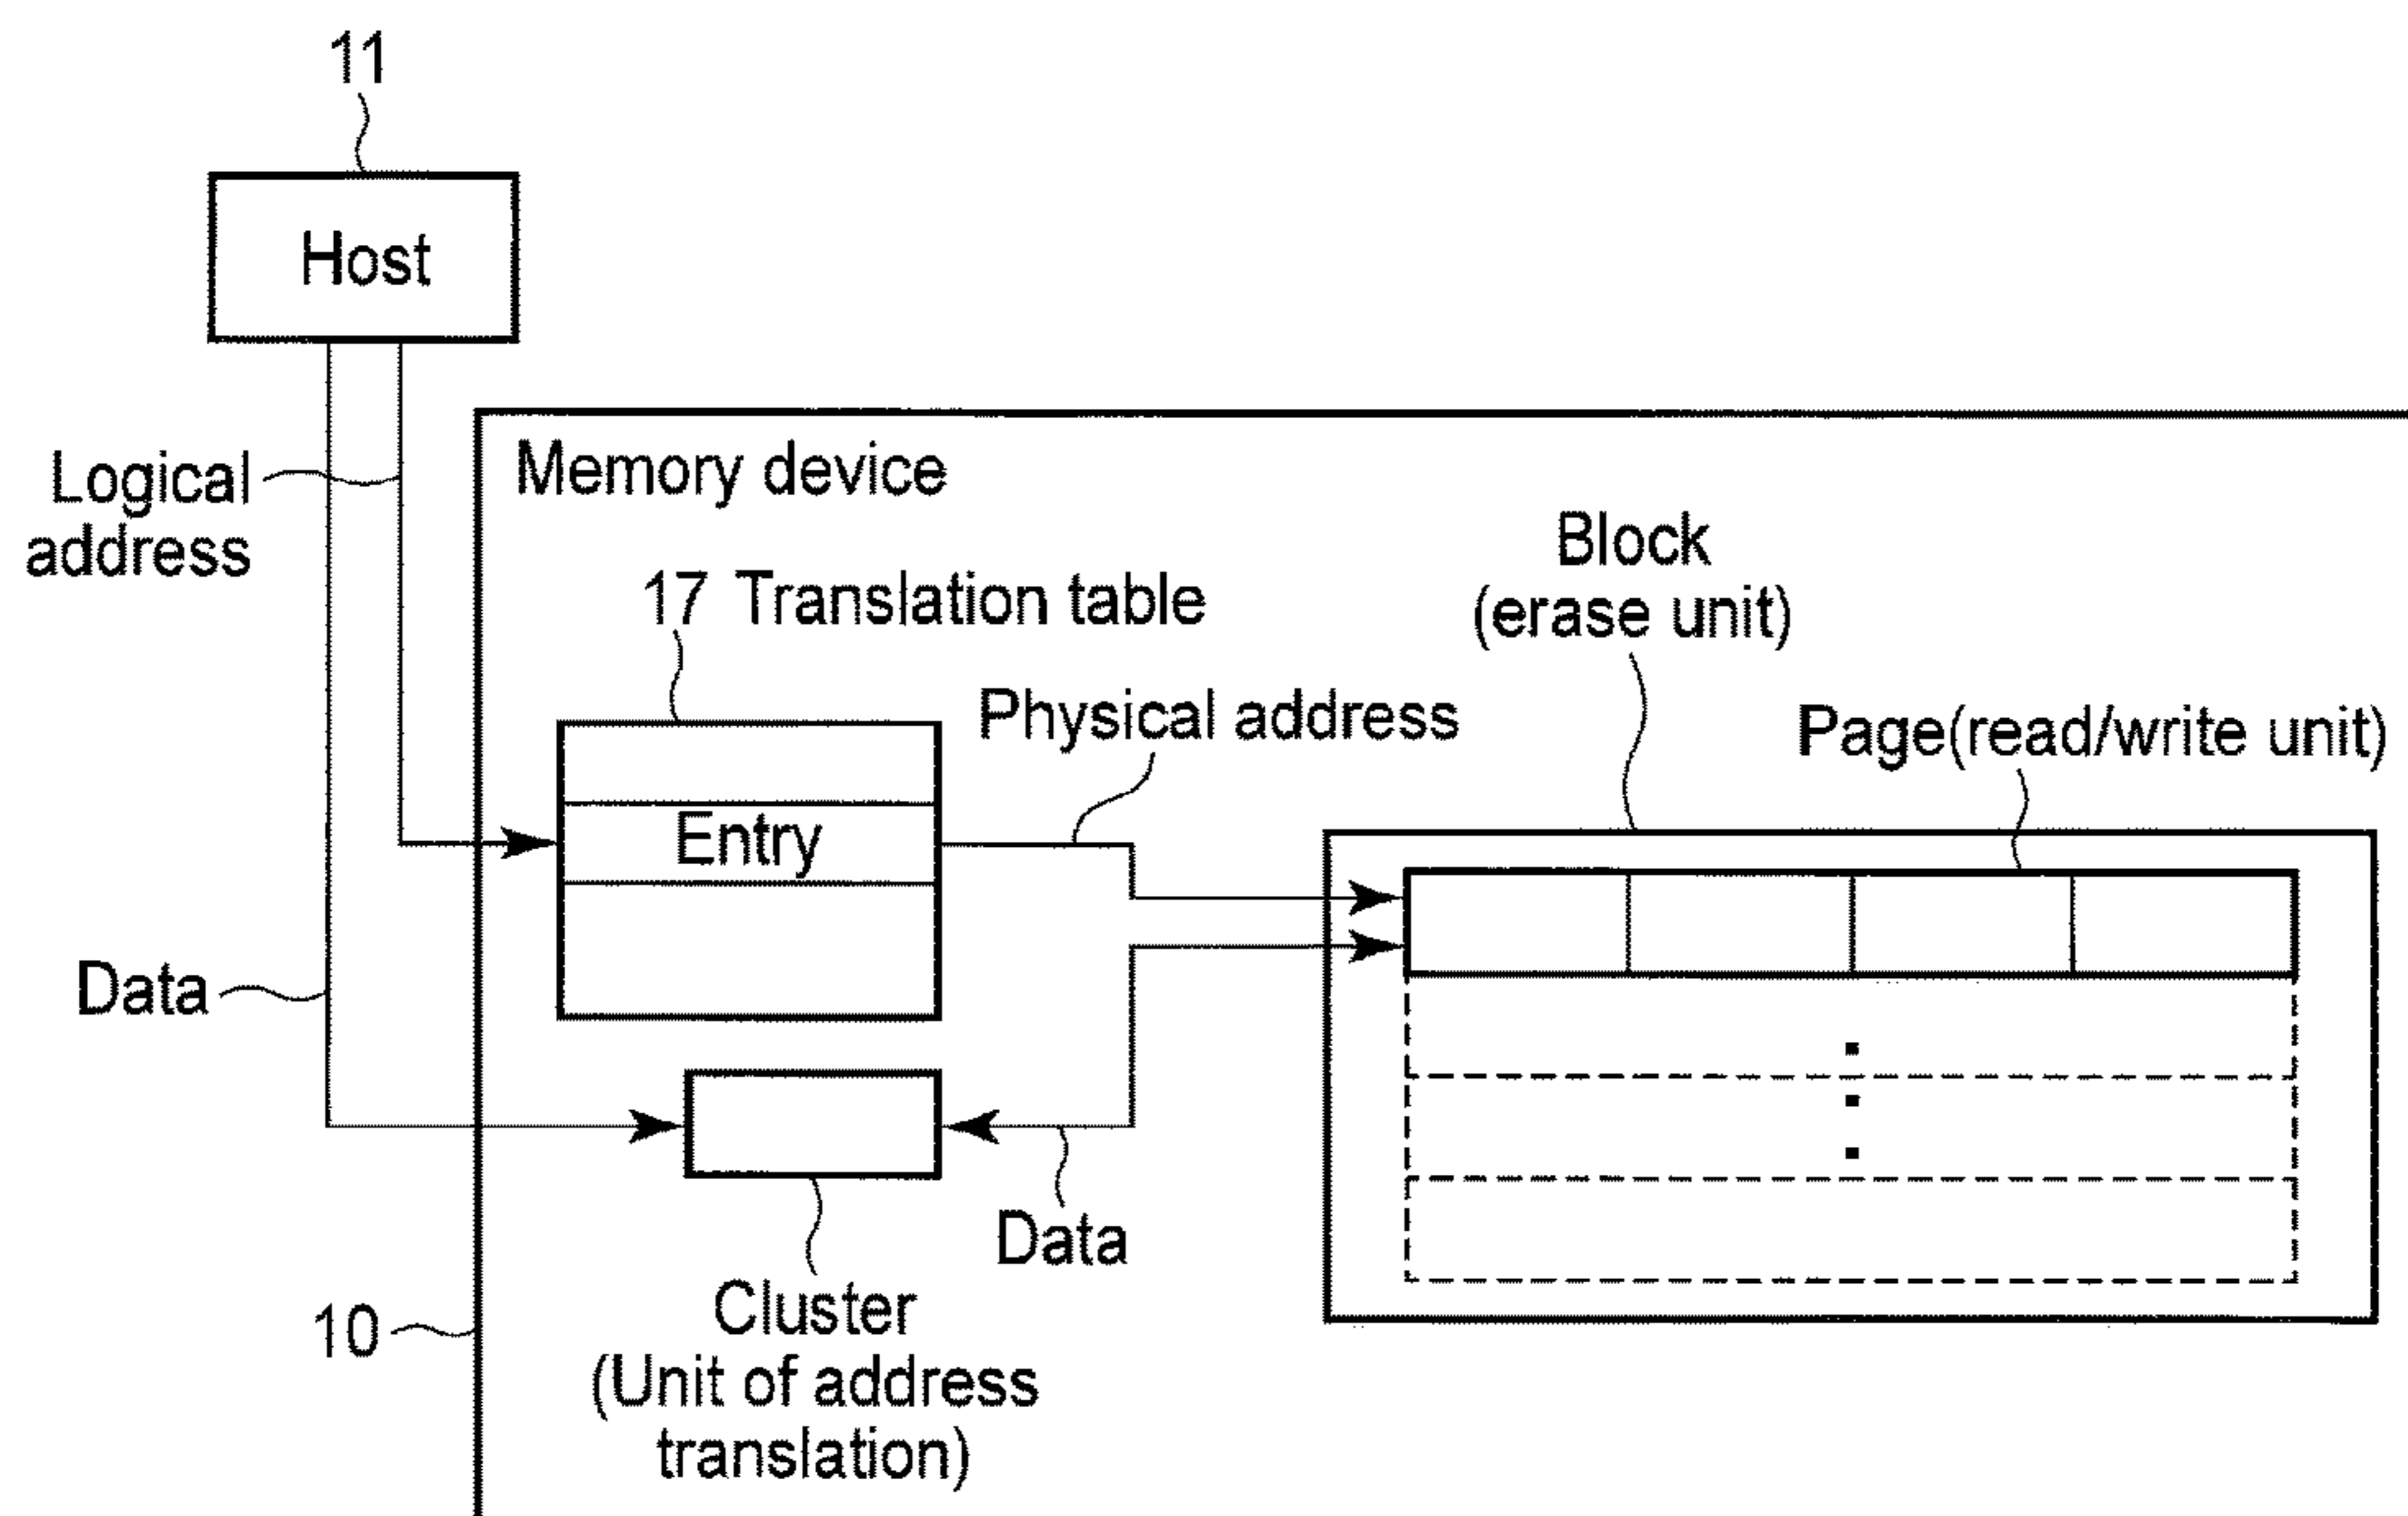 11
Host
Logical
address
Memory device
17 Translation table
Block
(erase unit)
Physical address
Page(read/write unit)
Entry
Data
Data
10
Cluster
(Unit of address
translation)